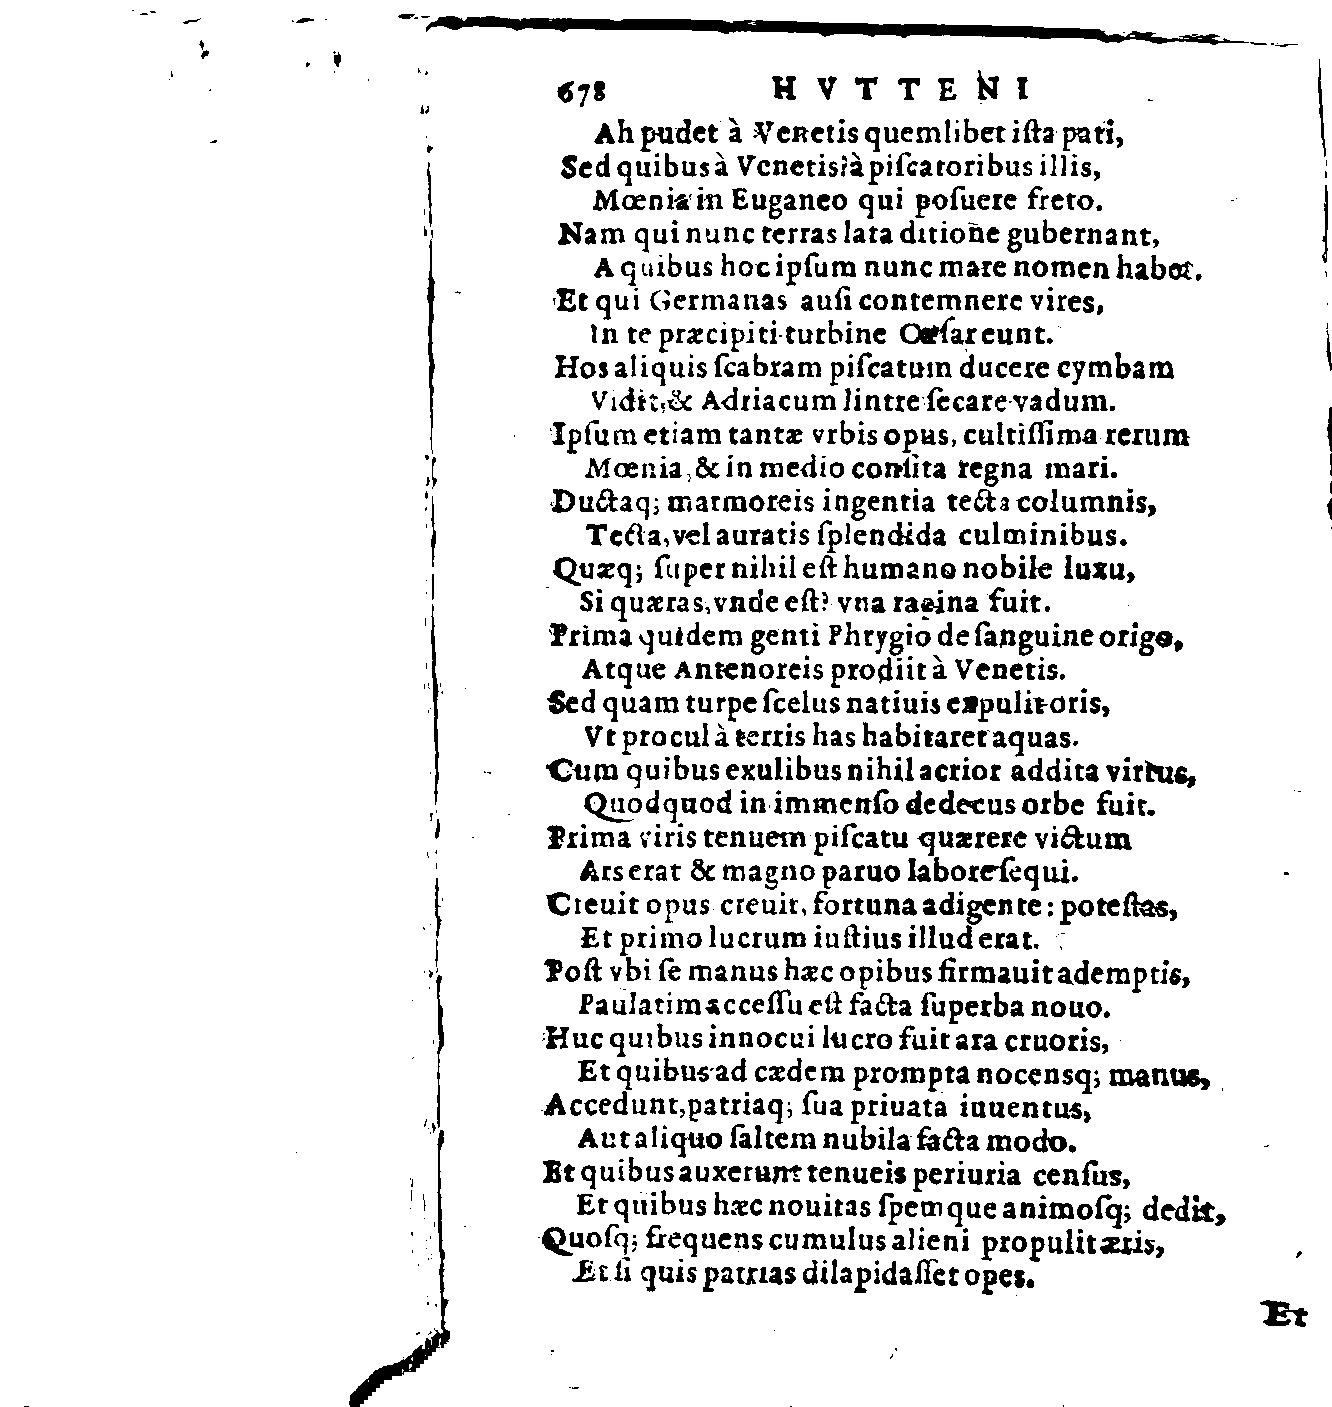 678 HVTTENI
Ah pudet à Venetis quemlibet iſta pati,
Sed quibus à Venetis? à piſcatoribus illis,
Mœnia in Euganeo qui poſuere freto.
Nam qui nunc terras lata ditione gubernant,
A quibus hoc ipſum nunc mare nomen habet.
Et qui Germanas auſi contemnere vires,
In te præcipiti turbine Cæſar eunt.
Hos aliquis ſcabram piſcatum ducere cymbam
Vidit, & Adriacum lintre ſecare vadum.
Ipſum etiam tantæ vrbis opus, cultiſſima rerum
Mœnia, & in medio conſita regna mari.
Ductaq; marmoreis ingentia tecta columnis,
Tecta, vel auratis ſplendida culminibus.
Quæq; ſuper nihil eſt humano nobile luxu,
Si quæras, vnde eſt? vna rapina fuit.
Prima quidem genti Phrygio de ſanguine origo,
Atque Antenoreis prodiit à Venetis.
Sed quam turpe ſcelus natiuis expulit oris,
Vt procul à terris has habitaret aquas.
Cum quibus exulibus nihil acrior addita virtus,
Quodquod in immenſo dedecus orbe fuit.
Prima viris tenuem piſcatu quærere victum
Ars erat & magno paruo labore ſequi.
Creuit opus creuit, fortuna adigente: poteſtas,
Et primo lucrum iuſtius illud erat.
Poſt vbi ſe manus hæc opibus firmauit ademptis,
Paulatim acceſſu eſt facta ſuperba nouo.
Huc quibus innocui lucro fuit ara cruoris,
Et quibus ad cædem prompta nocensq; manus,
Accedunt, patriaq; ſua priuata iuuentus,
Aut aliquo ſaltem nubila facta modo.
Et quibus auxerunt tenueis periuria cenſus,
Et quibus hæc nouitas ſpemque animoſq; dedit,
Quoſq; frequens cumulus alieni propulit æris,
Et ſi quis patrias dilapidaſſet opes.
Et